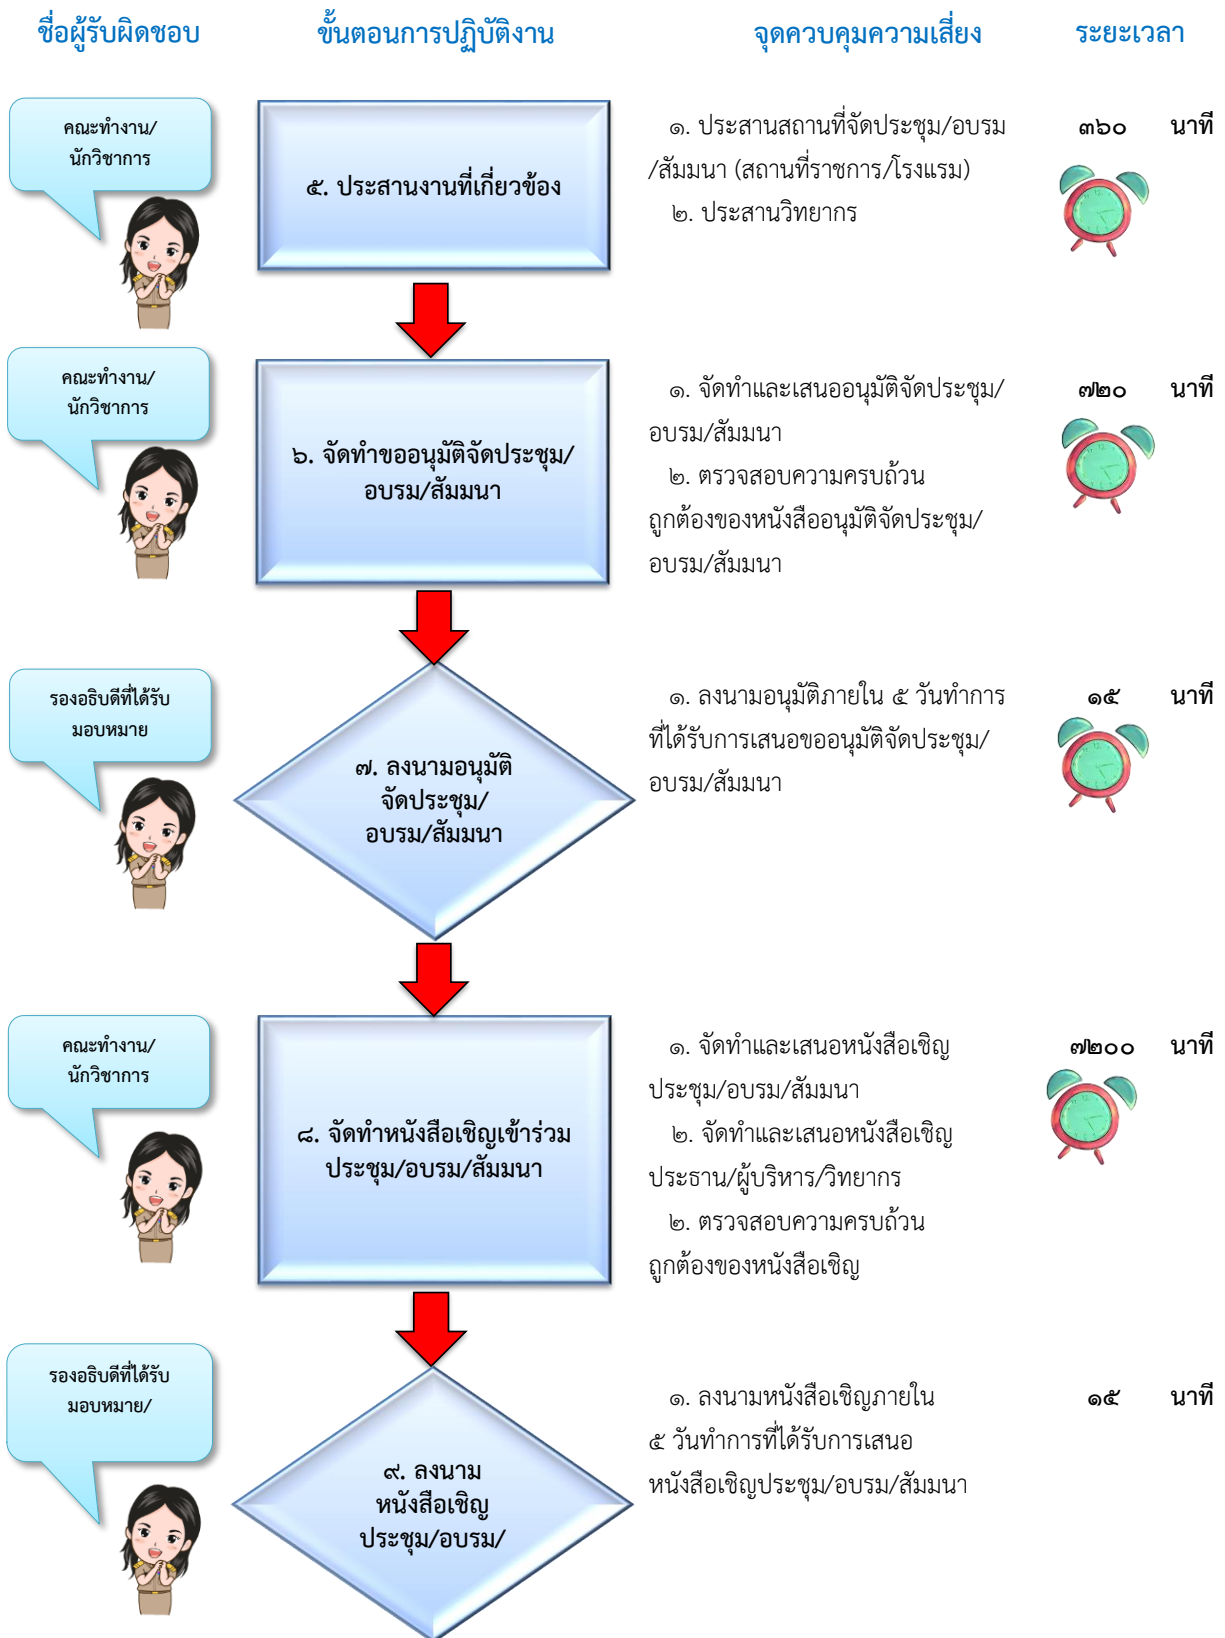 ชื่อผู้รับผิดชอบ ขั้นตอนการปฏิบัติงาน จุดควบคุมความเสี่ยง ระยะเวลา
คณะทำงาน/
นักวิชาการ
๕. ประสานงานที่เกี่ยวข้อง
๑. ประสานสถานที่จัดประชุม/อบรม
/สัมมนา (สถานที่ราชการ/โรงแรม)
๒. ประสานวิทยากร
๓๖๐ นาที
คณะทำงาน/
นักวิชาการ
๖. จัดทำขออนุมัติจัดประชุม/
อบรม/สัมมนา
๑. จัดทำและเสนออนุมัติจัดประชุม/
อบรม/สัมมนา
๒. ตรวจสอบความครบถ้วน
ถูกต้องของหนังสืออนุมัติจัดประชุม/
อบรม/สัมมนา
๗๒๐ นาที
รองอธิบดีที่ได้รับ
มอบหมาย
๗. ลงนามอนุมัติ
จัดประชุม/
อบรม/สัมมนา
๑. ลงนามอนุมัติภายใน ๕ วันทำการ
ที่ได้รับการเสนอขออนุมัติจัดประชุม/
อบรม/สัมมนา
๑๕ นาที
คณะทำงาน/
นักวิชาการ
๘. จัดทำหนังสือเชิญเข้าร่วม
ประชุม/อบรม/สัมมนา
๑. จัดทำและเสนอหนังสือเชิญ
ประชุม/อบรม/สัมมนา
๒. จัดทำและเสนอหนังสือเชิญ
ประธาน/ผู้บริหาร/วิทยากร
๒. ตรวจสอบความครบถ้วน
ถูกต้องของหนังสือเชิญ
๗๒๐๐ นาที
รองอธิบดีที่ได้รับ
มอบหมาย/
๙. ลงนาม
หนังสือเชิญ
ประชุม/อบรม/
๑. ลงนามหนังสือเชิญภายใน
๕ วันทำการที่ได้รับการเสนอ
หนังสือเชิญประชุม/อบรม/สัมมนา
๑๕ นาที